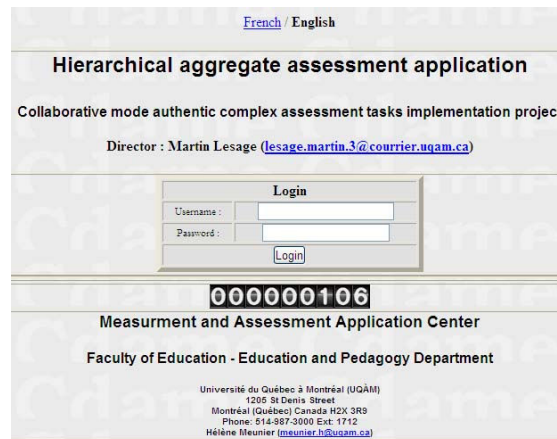 French / English
Hierarchical aggregate assessment application
Collaborative mode authentic complex assessment tasks implementation projec
Director : Martin Lesage (lesage.martin.3@courrier.uqam.ca)
Login
Username :
Password :
Login
000000106
Measurment and Assessment Application Center
Faculty of Education - Education and Pedagogy Department
Université du Québec à Montréal (UQÀM)
1205 St Denis Street
Montréal (Québec) Canada H2X 3R9
Phone: 514-987-3000 Ext: 1712
Hélène Meunier (meunier.h@uqam.ca)